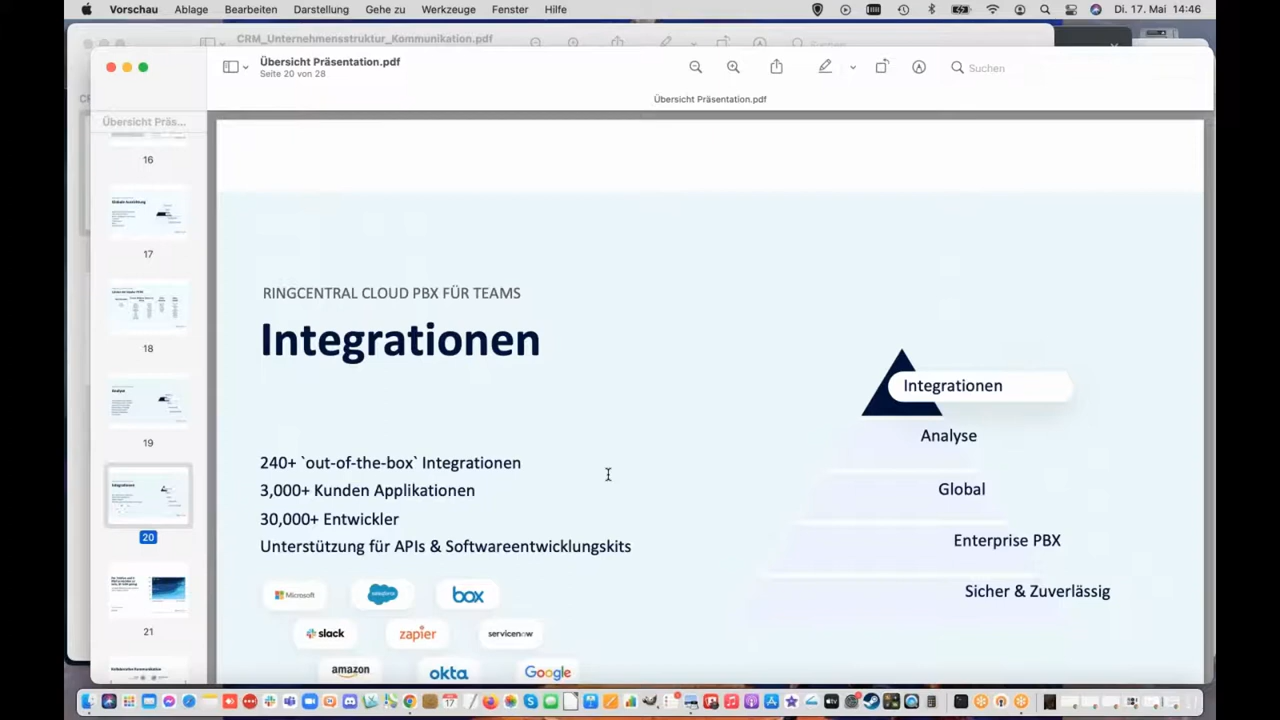 Vorschau Ablage Bearbeiten Darstellung Gehe zu Werkzeuge Fenster Hilfe Di. 17. Mai 14:46
CRM_Unternehmensstruktur_Kommunikation.pdf
Suchen
Übersicht Präsentation.pdf
Seite 20 von 28
Suchen
Übersicht Präsentation.pdf
Übersicht Präs...
16
17
18
19
20
21
RINGCENTRAL CLOUD PBX FÜR TEAMS
Integrationen
240+ `out-of-the-box` Integrationen
3,000+ Kunden Applikationen
30,000+ Entwickler
Unterstützung für APIs & Softwareentwicklungskits
Microsoft salesforce box
slack zapier servicenow
amazon okta Google
Integrationen
Analyse
Global
Enterprise PBX
Sicher & Zuverlässig